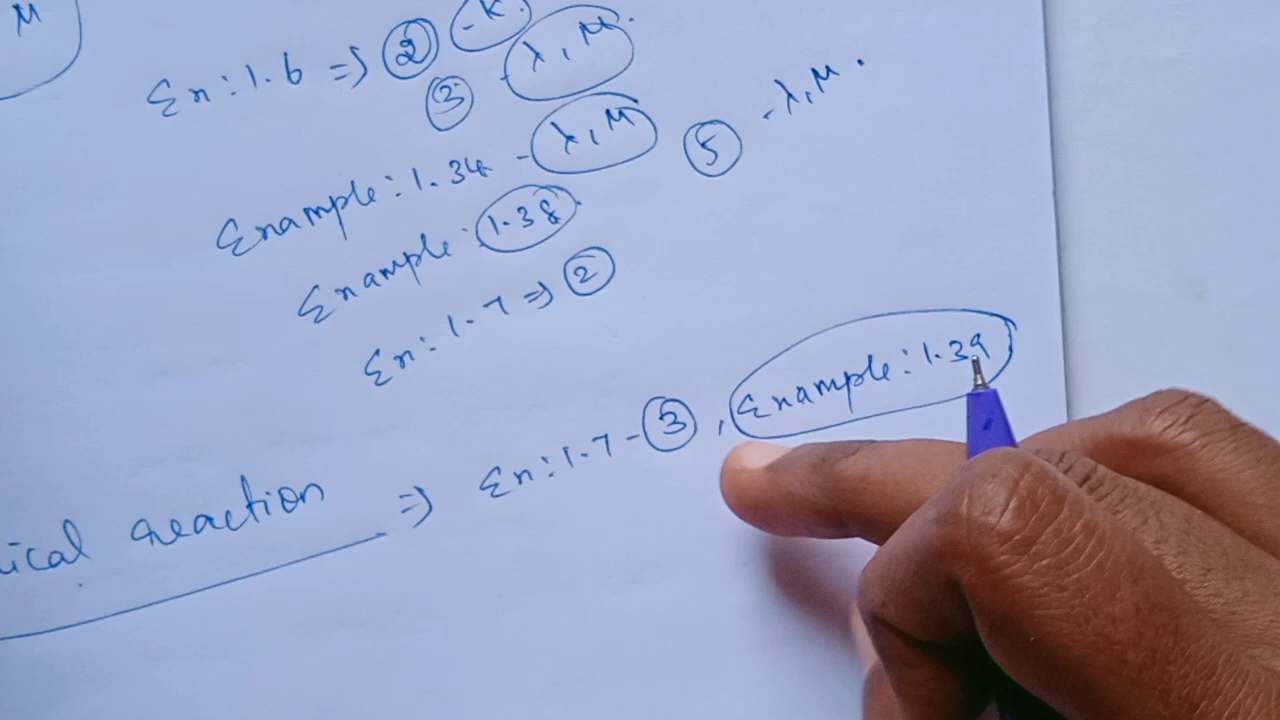 μ
Ex: 1.6 => 2 - K.
3 - λ, μ.
Example: 1.34 - λ, μ 5 - λ, μ.
Example: 1.38.
Ex: 1.7 => 2
ical reaction => Ex: 1.7 - 3, Example: 1.39